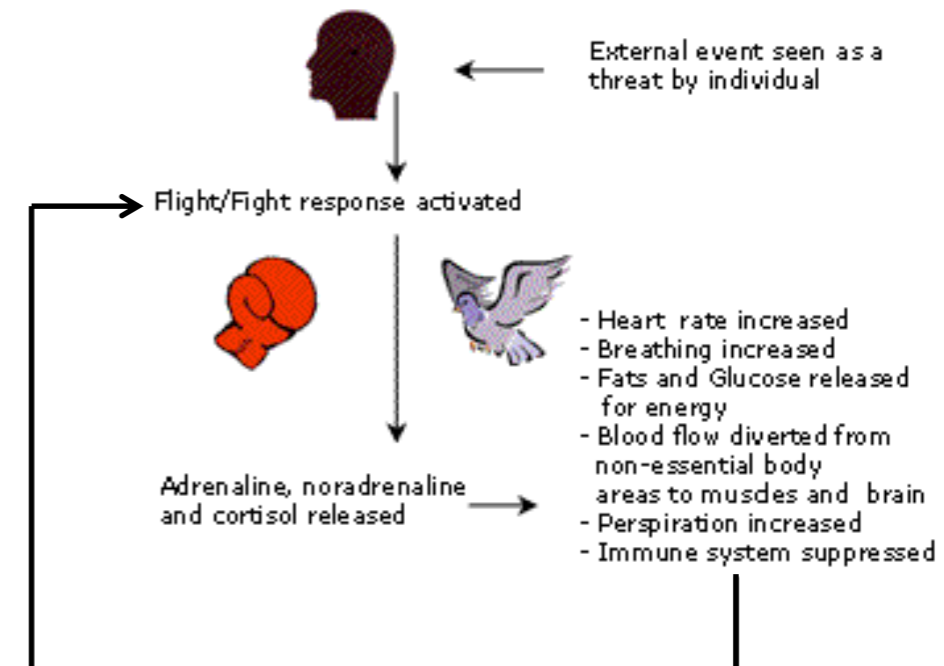 External event seen as a
threat by individual
Flight/Fight response activated
- Heart rate increased
- Breathing increased
- Fats and Glucose released
for energy
- Blood flow diverted from
non-essential body
areas to muscles and brain
- Perspiration increased
- Immune system suppressed
Adrenaline, noradrenaline
and cortisol released